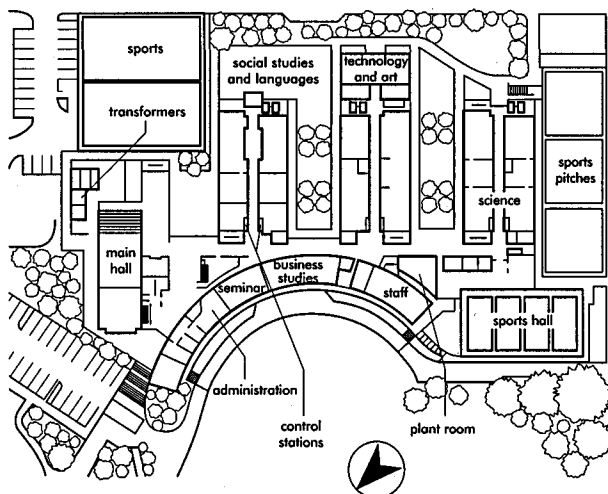 sports
social studies
and languages
technology
and art
transformers
sports
pitches
science
main
hall
business
studies
seminar
staff
sports hall
administration
control
stations
plant room